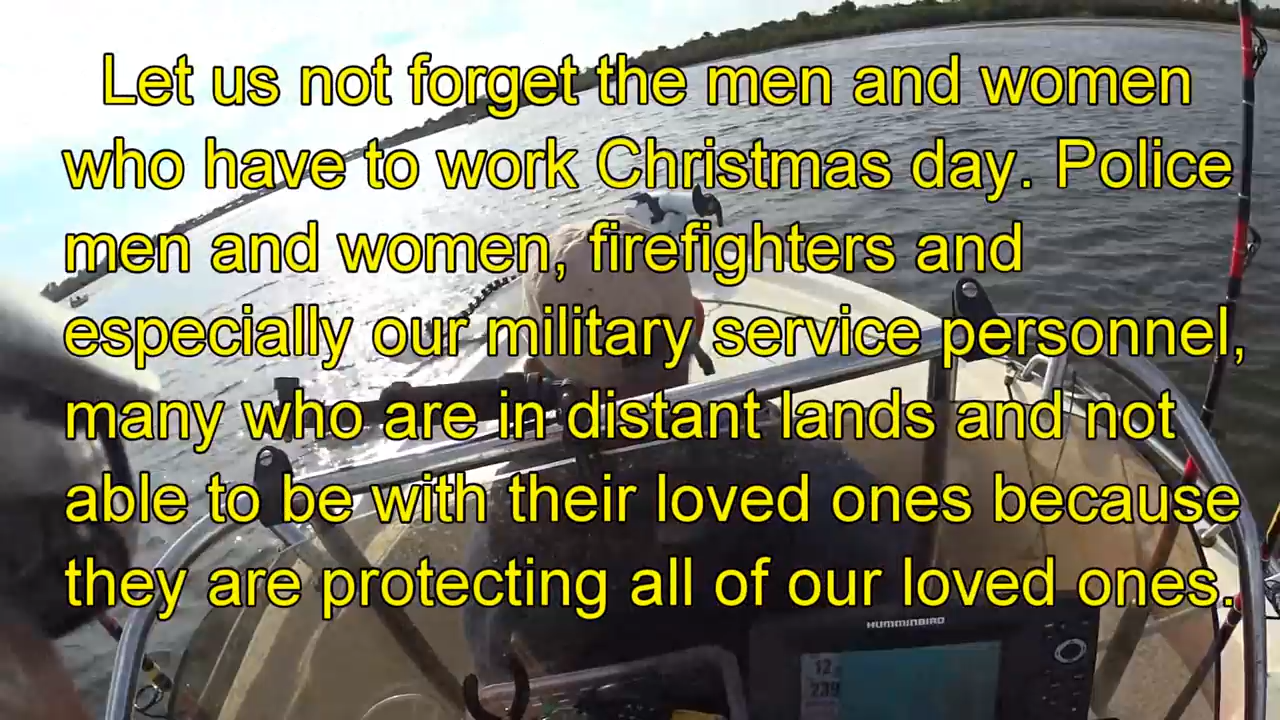 Let us not forget the men and women
who have to work Christmas day. Police
men and women, firefighters and
especially our military service personnel,
many who are in distant lands and not
able to be with their loved ones because
they are protecting all of our loved ones.
HUMMINBIRD
12
239